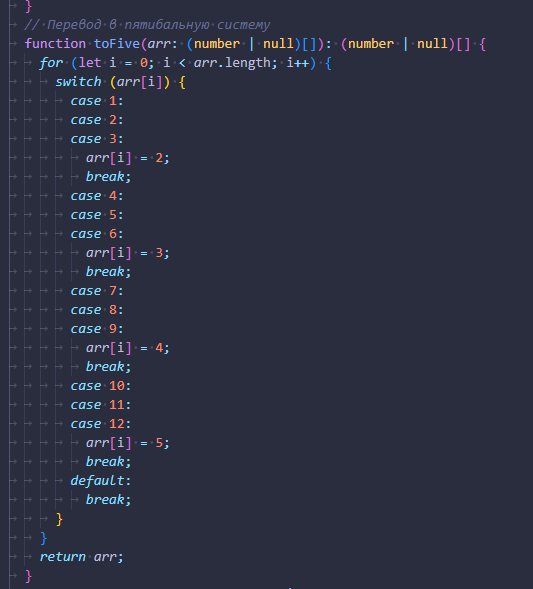 }
// Перевод в пятибальную систему
function toFive(arr: (number | null)[]): (number | null)[] {
for (let i = 0; i < arr.length; i++) {
switch (arr[i]) {
case 1:
case 2:
case 3:
arr[i] = 2;
break;
case 4:
case 5:
case 6:
arr[i] = 3;
break;
case 7:
case 8:
case 9:
arr[i] = 4;
break;
case 10:
case 11:
case 12:
arr[i] = 5;
break;
default:
break;
}
}
return arr;
}